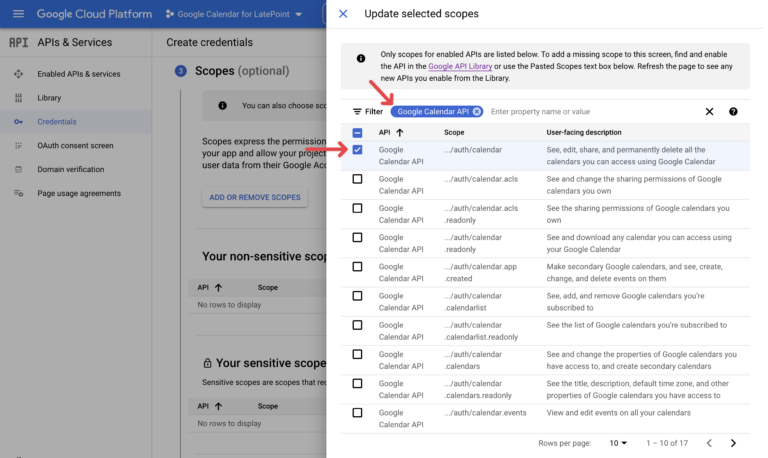 Google Cloud Platform
Google Calendar for LatePoint
API APIs & Services
Enabled APIs & services
Library
Credentials
OAuth consent screen
Domain verification
Page usage agreements
Create credentials
3 Scopes (optional)
You can also choose sco
Scopes express the permission
your app and allow your project
user data from their Google Acc
ADD OR REMOVE SCOPES
Your non-sensitive scop
API Scope
No rows to display
Your sensitive scope
Sensitive scopes are scopes that rec
API Scope
No rows to display
Update selected scopes
Only scopes for enabled APIs are listed below. To add a missing scope to this screen, find and enable
the API in the Google API Library or use the Pasted Scopes text box below. Refresh the page to see any
new APIs you enable from the Library.
Filter Google Calendar API Enter property name or value
API Scope User-facing description
Google .../auth/calendar See, edit, share, and permanently delete all the
Calendar API calendars you can access using Google Calendar
Google .../auth/calendar.acls See and change the sharing permissions of Google
Calendar API calendars you own
Google .../auth/calendar.acls See the sharing permissions of Google calendars you
Calendar API .readonly own
Google .../auth/calendar See and download any calendar you can access using
Calendar API .readonly your Google Calendar
Google .../auth/calendar.app Make secondary Google calendars, and see, create,
Calendar API .created change, and delete events on them
Google .../auth/calendar See, add, and remove Google calendars you're
Calendar API .calendarlist subscribed to
Google .../auth/calendar See the list of Google calendars you're subscribed to
Calendar API .calendarlist.readonly
Google .../auth/calendar See and change the properties of Google calendars you
Calendar API .calendars have access to, and create secondary calendars
Google .../auth/calendar See the title, description, default time zone, and other
Calendar API .calendars.readonly properties of Google calendars you have access to
Google .../auth/calendar.events View and edit events on all your calendars
Calendar API
Rows per page: 10 1 – 10 of 17